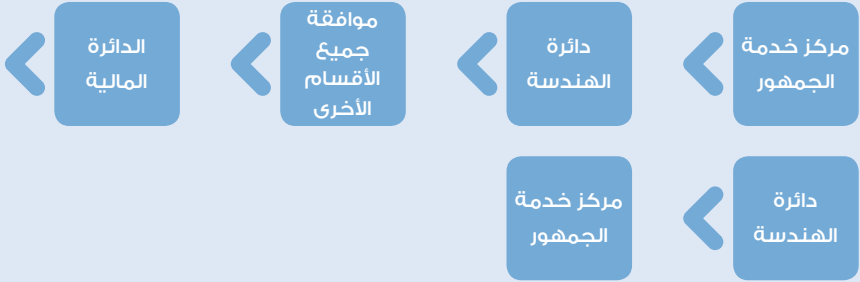 مركز خدمة
الجمهور
دائرة
الهندسة
موافقة
جميع
الأقسام
الأخرى
الدائرة
المالية
دائرة
الهندسة
مركز خدمة
الجمهور